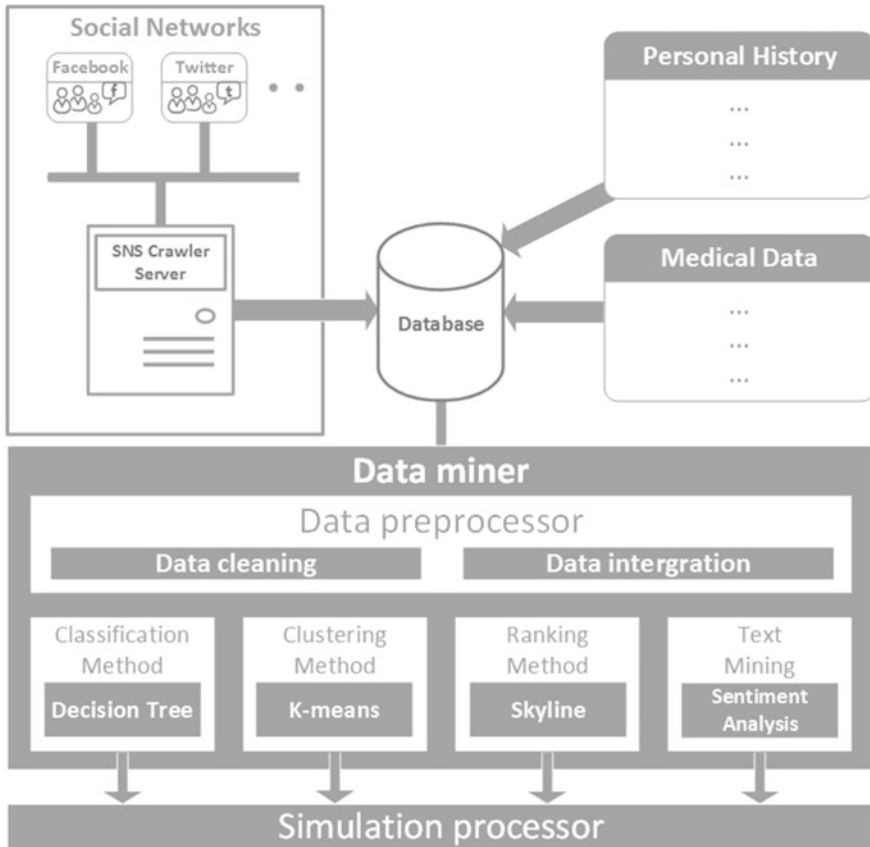 Social Networks
Facebook
Twitter
f
t
SNS Crawler
Server
Database
Personal History
...
...
...
Medical Data
...
...
...
Data miner
Data preprocessor
Data cleaning
Data intergration
Classification
Method
Decision Tree
Clustering
Method
K-means
Ranking
Method
Skyline
Text
Mining
Sentiment
Analysis
Simulation processor